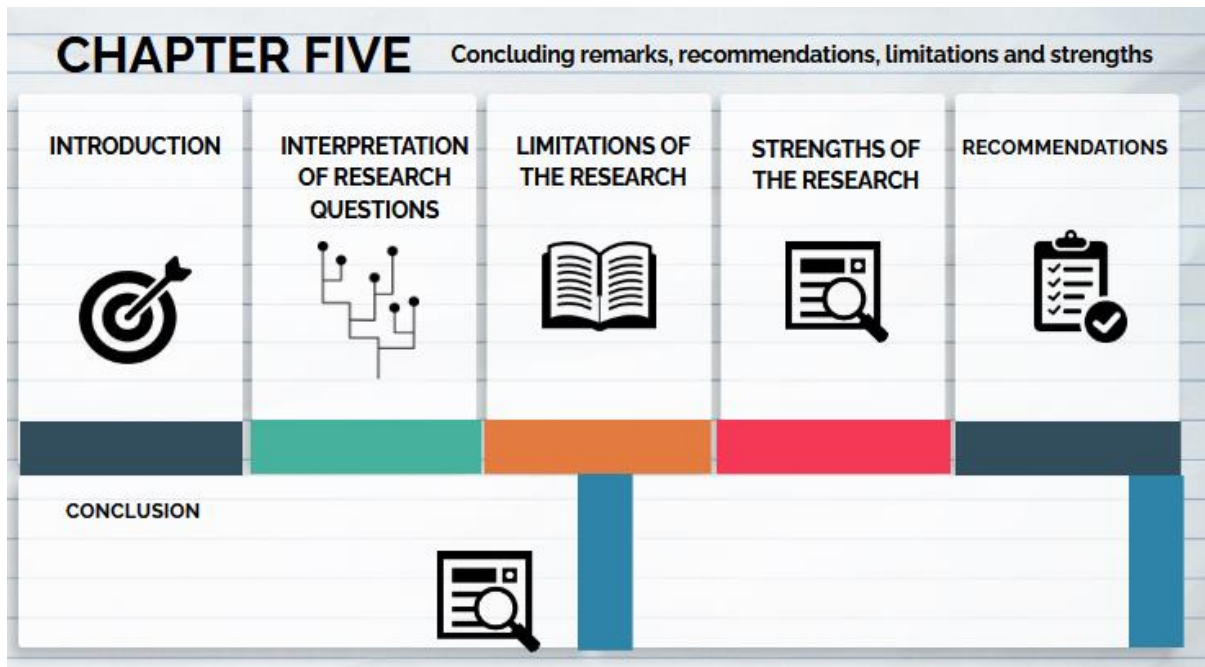 CHAPTER FIVE
Concluding remarks, recommendations, limitations and strengths
INTRODUCTION
INTERPRETATION
OF RESEARCH
QUESTIONS
LIMITATIONS OF
THE RESEARCH
STRENGTHS OF
THE RESEARCH
RECOMMENDATIONS
CONCLUSION